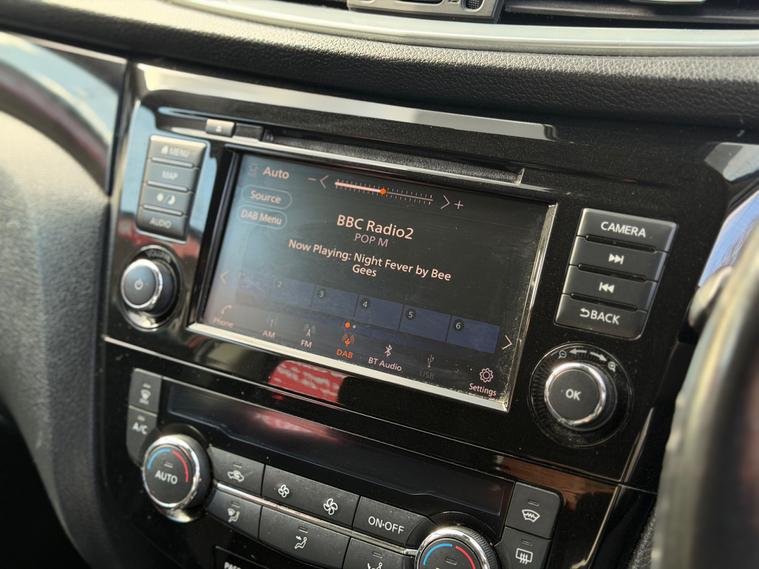 MENU
MAP
AUDIO
Auto
− +
Source
DAB Menu
BBC Radio2
POP M
Now Playing: Night Fever by Bee
Gees
2 3 4 5 6
Phone
AM
FM
DAB
BT Audio
USB
Settings
CAMERA
BACK
OK
A/C
AUTO
ON·OFF